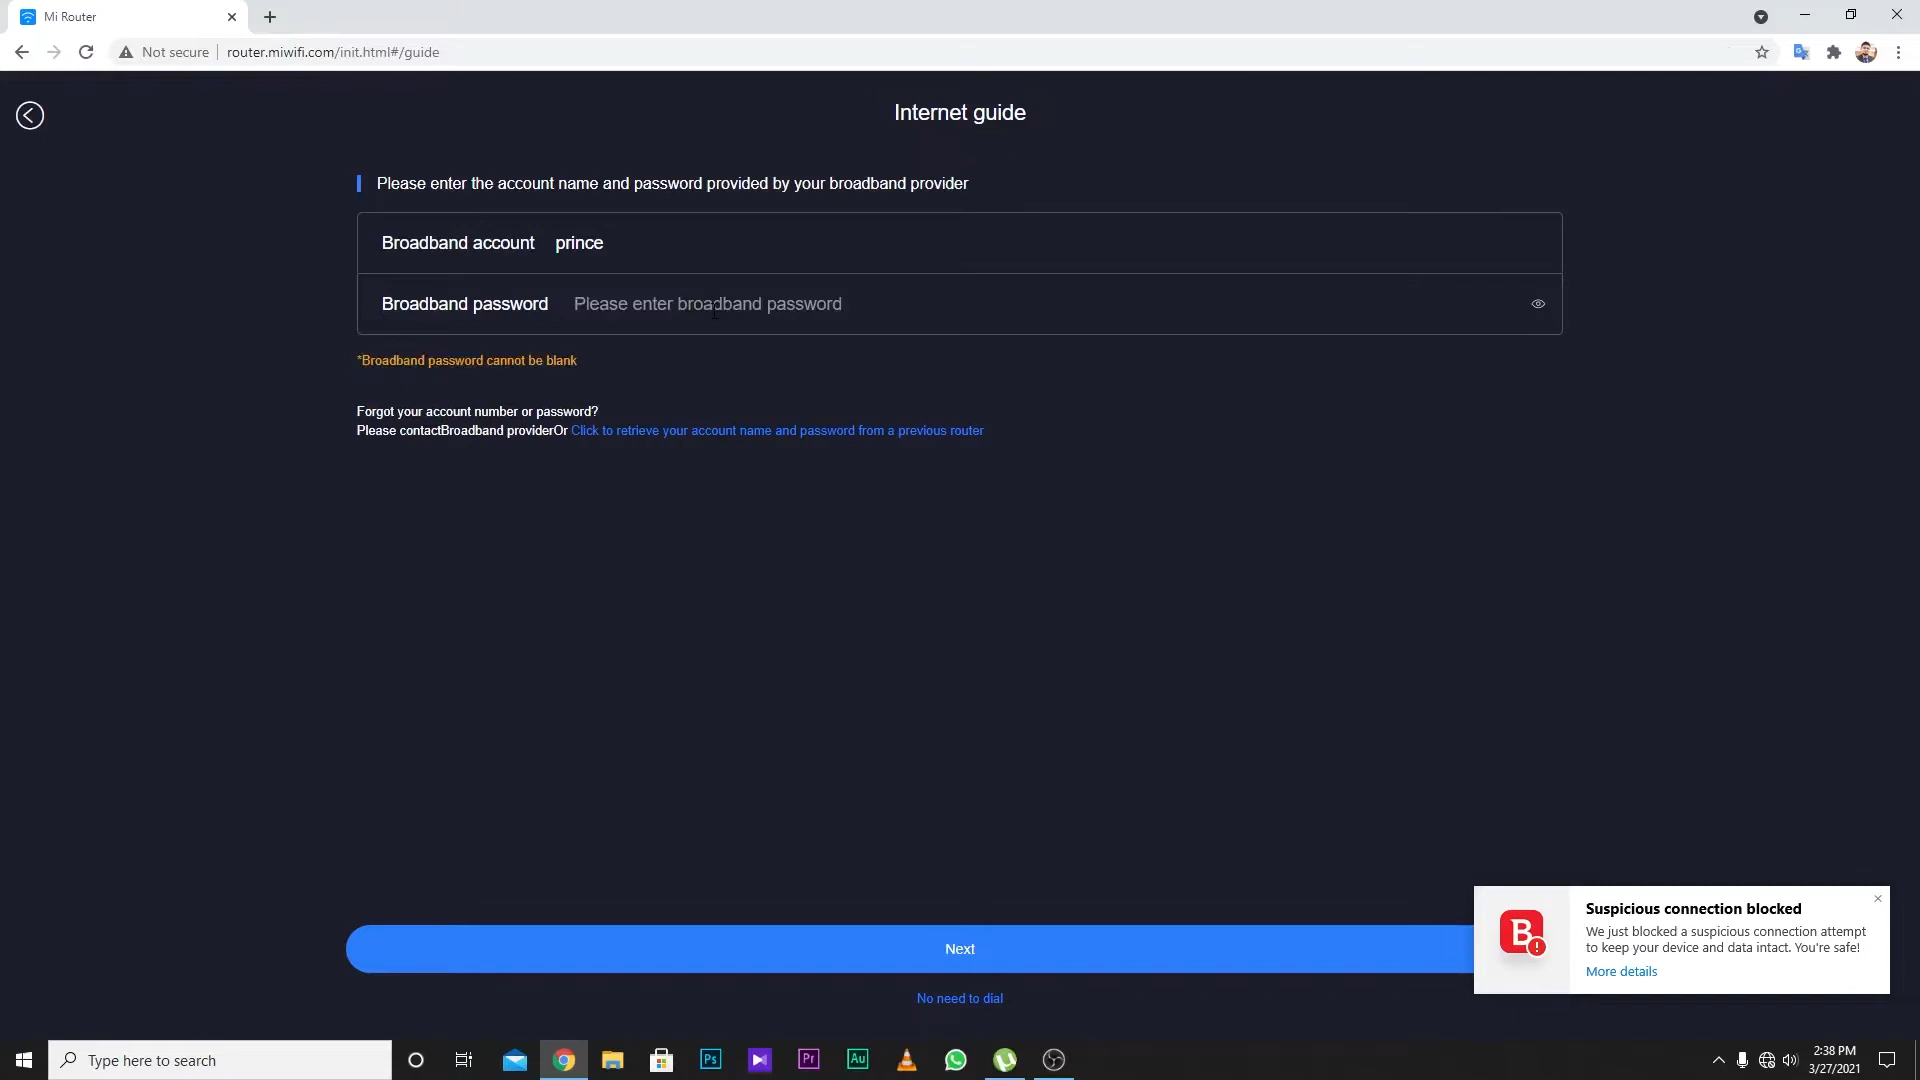 Mi Router
Not secure
router.miwifi.com/init.html#/guide
Internet guide
Please enter the account name and password provided by your broadband provider
Broadband account prince
Broadband password Please enter broadband password
*Broadband password cannot be blank
Forgot your account number or password?
Please contactBroadband providerOr Click to retrieve your account name and password from a previous router
Next
No need to dial
B
!
Suspicious connection blocked
We just blocked a suspicious connection attempt
to keep your device and data intact. You're safe!
More details
Type here to search
Ps
Pr
Au
2:38 PM
3/27/2021